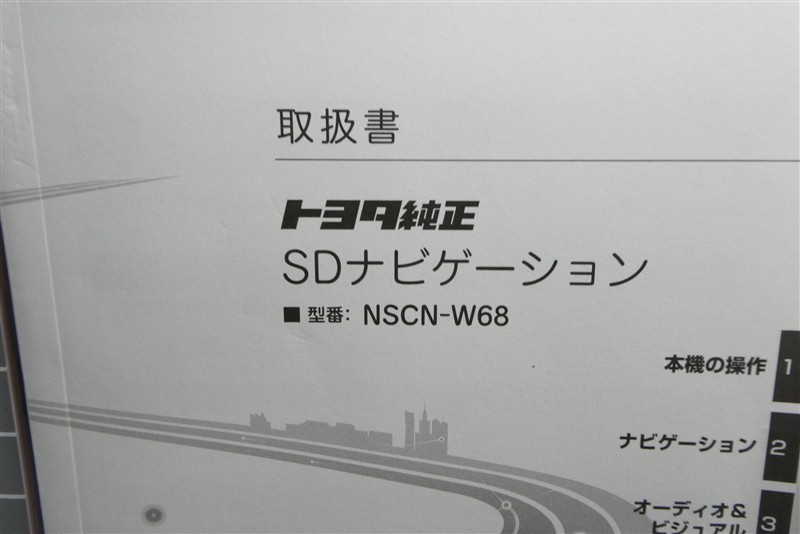 取扱書
トヨタ純正
SDナビゲーション
■ 型番: NSCN-W68
本機の操作 1
ナビゲーション 2
オーディオ&
ビジュアル 3